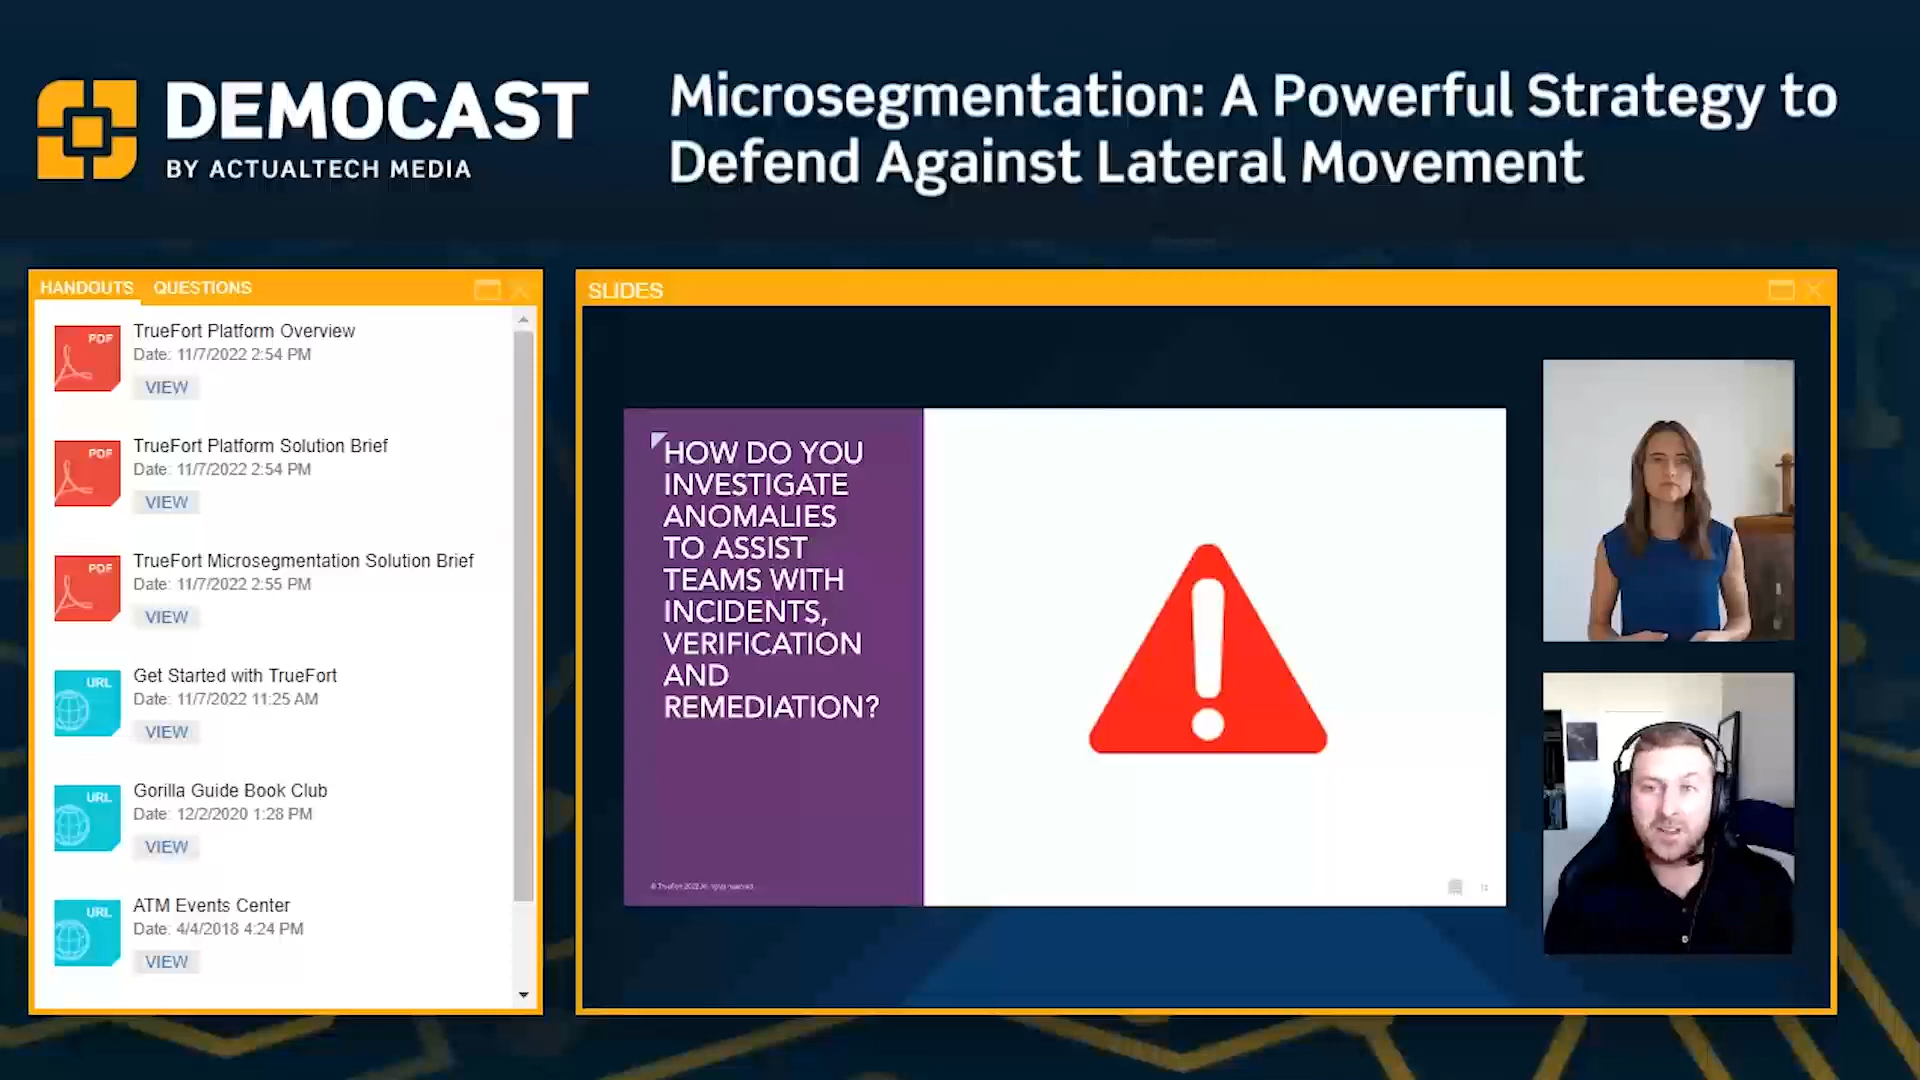 DEMOCAST
BY ACTUALTECH MEDIA
Microsegmentation: A Powerful Strategy to
Defend Against Lateral Movement
HANDOUTS QUESTIONS
PDF
TrueFort Platform Overview
Date: 11/7/2022 2:54 PM
VIEW
PDF
TrueFort Platform Solution Brief
Date: 11/7/2022 2:54 PM
VIEW
PDF
TrueFort Microsegmentation Solution Brief
Date: 11/7/2022 2:55 PM
VIEW
URL
Get Started with TrueFort
Date: 11/7/2022 11:25 AM
VIEW
URL
Gorilla Guide Book Club
Date: 12/2/2020 1:28 PM
VIEW
URL
ATM Events Center
Date: 4/4/2018 4:24 PM
VIEW
SLIDES
HOW DO YOU
INVESTIGATE
ANOMALIES
TO ASSIST
TEAMS WITH
INCIDENTS,
VERIFICATION
AND
REMEDIATION?
© TrueFort 2022 All rights reserved.